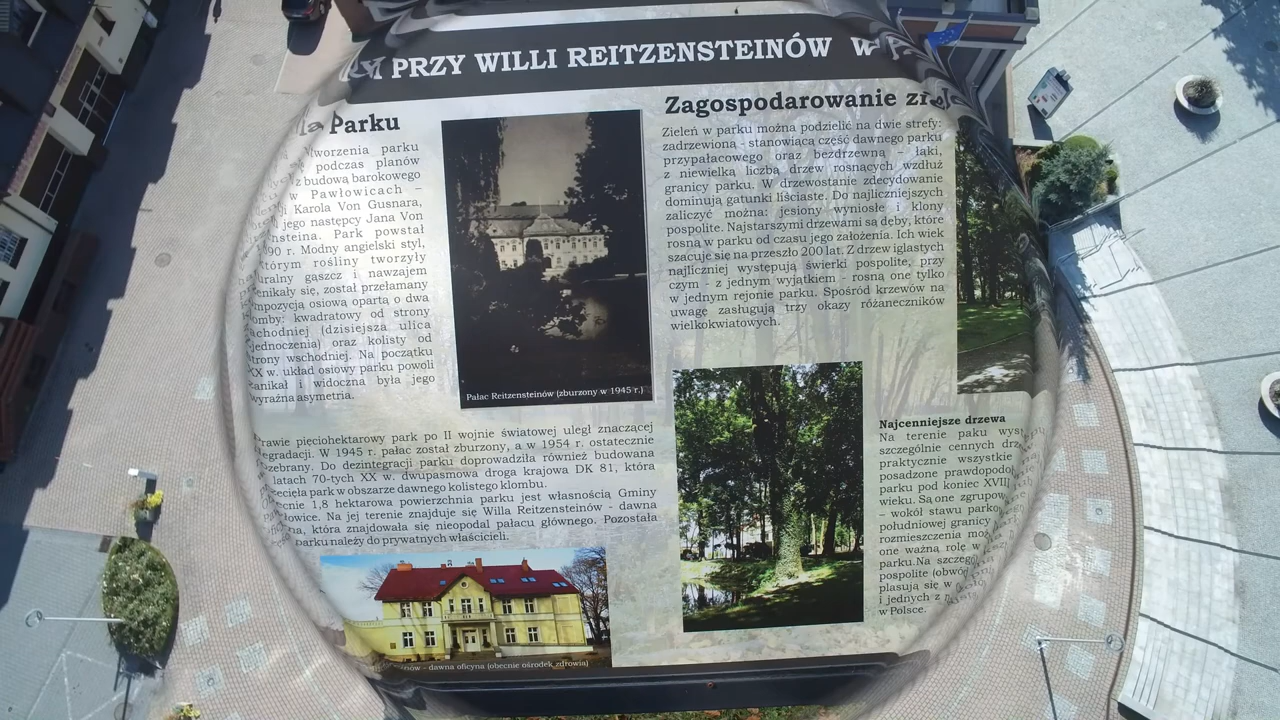 PRZY WILLI REITZENSTEINÓW W
Parku
tworzenia parku
podczas planów
z budową barokowego
w Pawłowicach –
Karola Von Gusnara,
jego następcy Jana Von
Park powstał
r. Modny angielski styl,
którym rośliny tworzyły
gąszcz i nawzajem
się, został przełamany
osiową opartą o dwa
kwadratowy od strony
(dzisiejsza ulica
oraz kolisty od
strony wschodniej. Na początku
XX w. układ osiowy parku powoli
zanikał i widoczna była jego
wyraźna asymetria.
Pałac Reitzensteinów (zburzony w 1945 r.)
pięciohektarowy park po II wojnie światowej uległ znaczącej
W 1945 r. pałac został zburzony, a w 1954 r. ostatecznie
Do dezintegracji parku doprowadziła również budowana
latach 70-tych XX w. dwupasmowa droga krajowa DK 81, która
park w obszarze dawnego kolistego klombu.
1,8 hektarowa powierzchnia parku jest własnością Gminy
Na jej terenie znajduje się Willa Reitzensteinów - dawna
która znajdowała się nieopodal pałacu głównego. Pozostała
parku należy do prywatnych właścicieli.
- dawna oficyna (obecnie ośrodek zdrowia)
Zagospodarowanie
Zieleń w parku można podzielić na dwie strefy:
zadrzewioną - stanowiącą część dawnego parku
przypałacowego oraz bezdrzewną – łąki,
z niewielką liczbą drzew rosnących wzdłuż
granicy parku. W drzewostanie zdecydowanie
dominują gatunki liściaste. Do najliczniejszych
zaliczyć można: jesiony wyniosłe i klony
pospolite. Najstarszymi drzewami są dęby, które
rosną w parku od czasu jego założenia. Ich wiek
szacuje się na przeszło 200 lat. Z drzew iglastych
najliczniej występują świerki pospolite, przy
czym - z jednym wyjątkiem - rosną one tylko
w jednym rejonie parku. Spośród krzewów na
uwagę zasługują trzy okazy różaneczników
wielkokwiatowych.
Najcenniejsze drzewa
Na terenie paku
szczególnie cennych
praktycznie wszystkie
posadzone
parku pod koniec XVII
wieku. Są one
– wokół stawu
południowej granicy
rozmieszczenia
one ważną rolę w
parku.Na
pospolite
plasują się w
i jednych z
w Polsce.